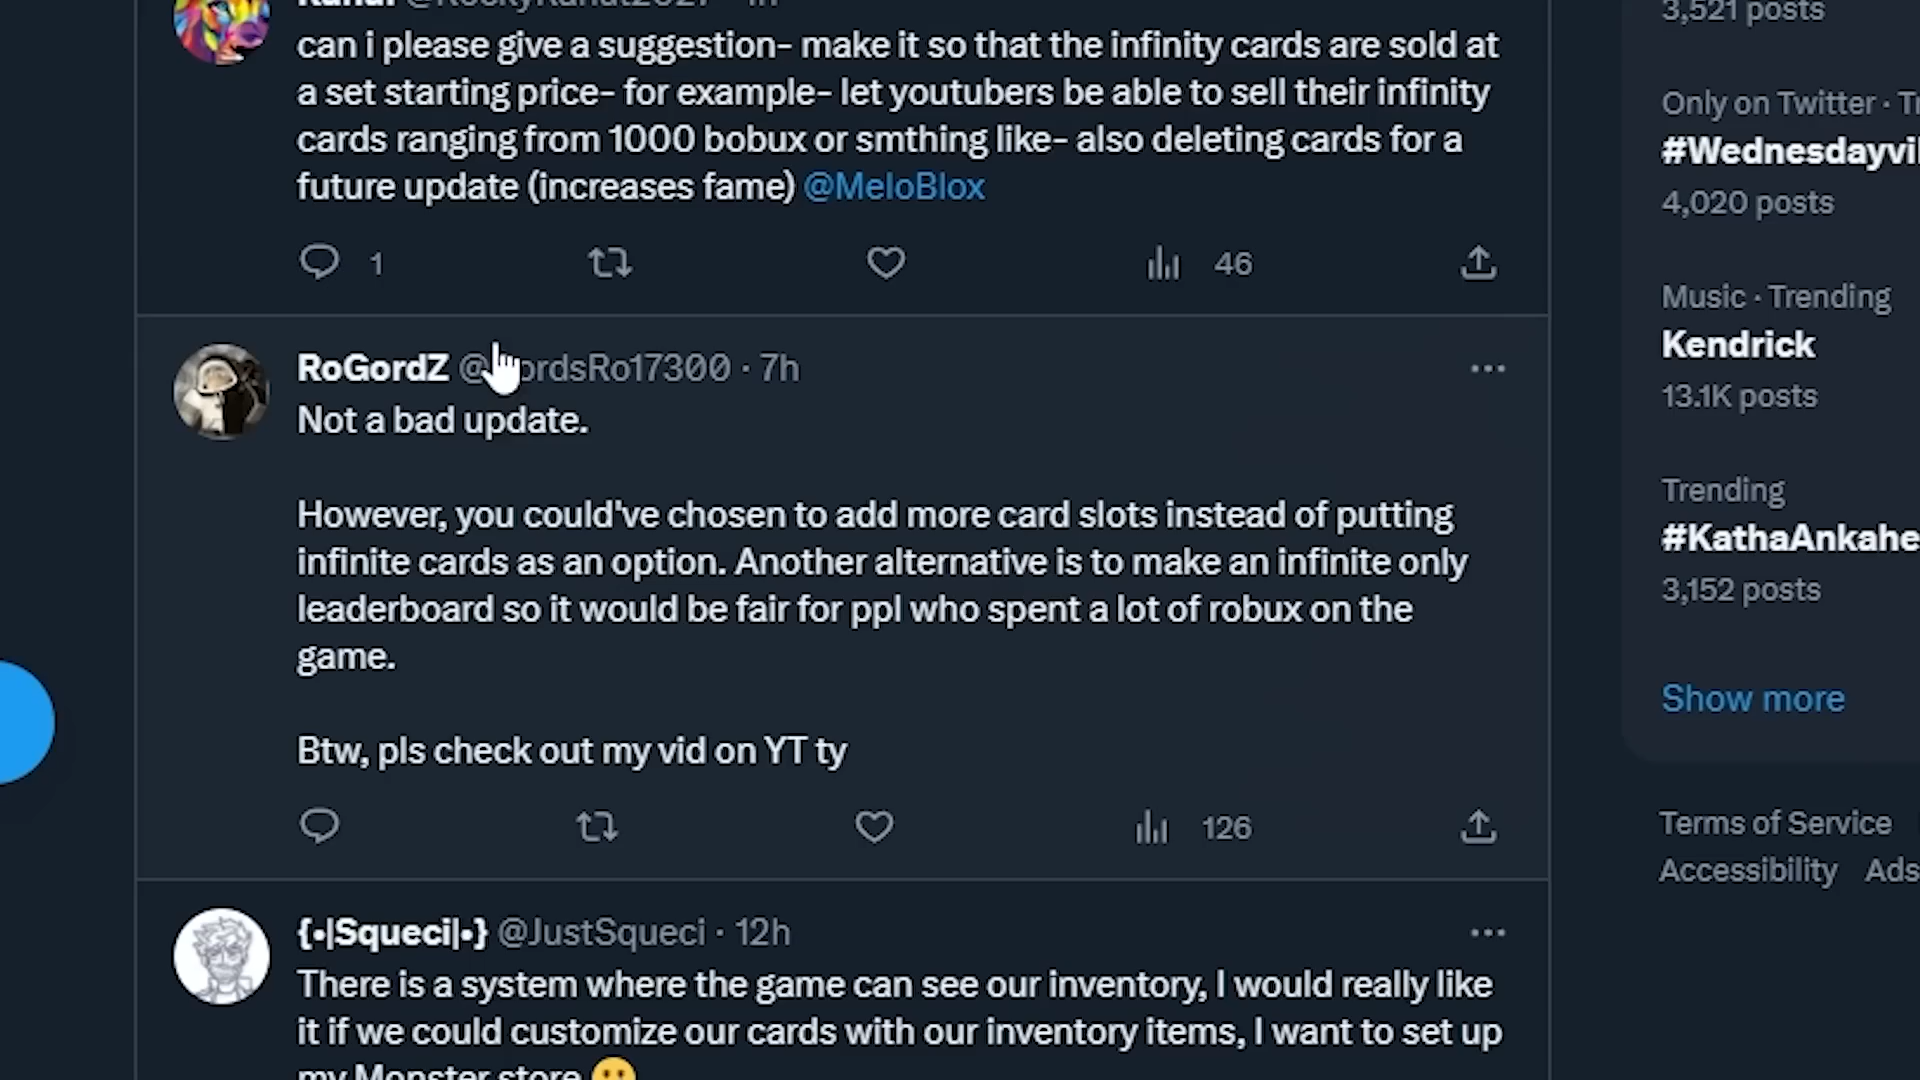 can i please give a suggestion- make it so that the infinity cards are sold at
a set starting price- for example- let youtubers be able to sell their infinity
cards ranging from 1000 bobux or smthing like- also deleting cards for a
future update (increases fame) @MeloBlox
1
46
RoGordZ @ ordsRo17300 · 7h
Not a bad update.
However, you could've chosen to add more card slots instead of putting
infinite cards as an option. Another alternative is to make an infinite only
leaderboard so it would be fair for ppl who spent a lot of robux on the
game.
Btw, pls check out my vid on YT ty
126
{•|Squeci|•} @JustSqueci · 12h
There is a system where the game can see our inventory, I would really like
it if we could customize our cards with our inventory items, I want to set up
my Monster store
3,521 posts
Only on Twitter ·
#Wednesdayvi
4,020 posts
Music · Trending
Kendrick
13.1K posts
Trending
#KathaAnkahe
3,152 posts
Show more
Terms of Service
Accessibility Ads